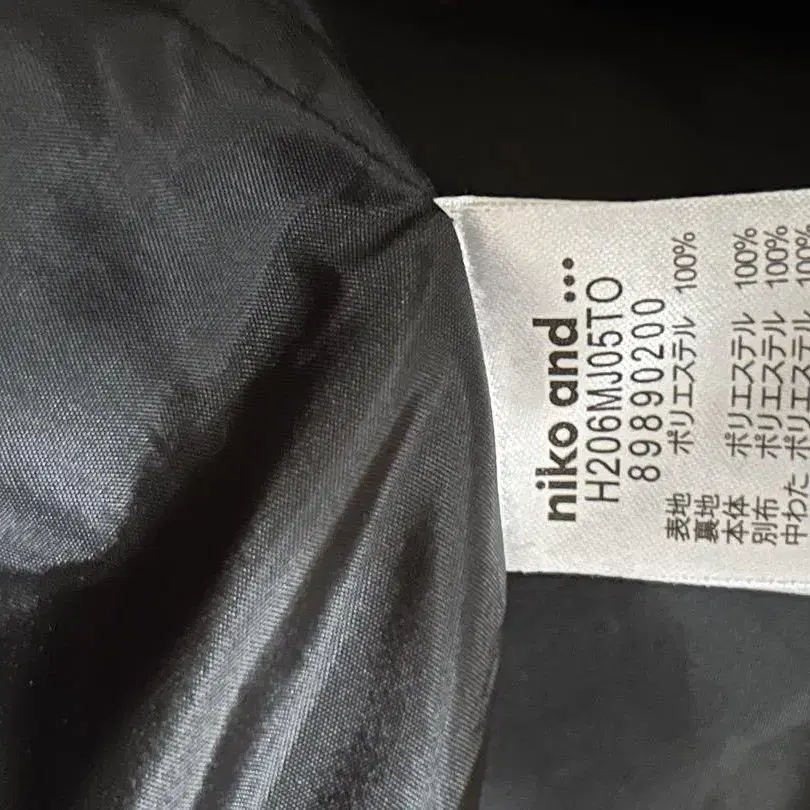 niko and ...
H206MJ05TO
89890200
表地 ポリエステル 100%
裏地
本体 ポリエステル 100%
別布 ポリエステル 100%
中わた ポリエステル 100%